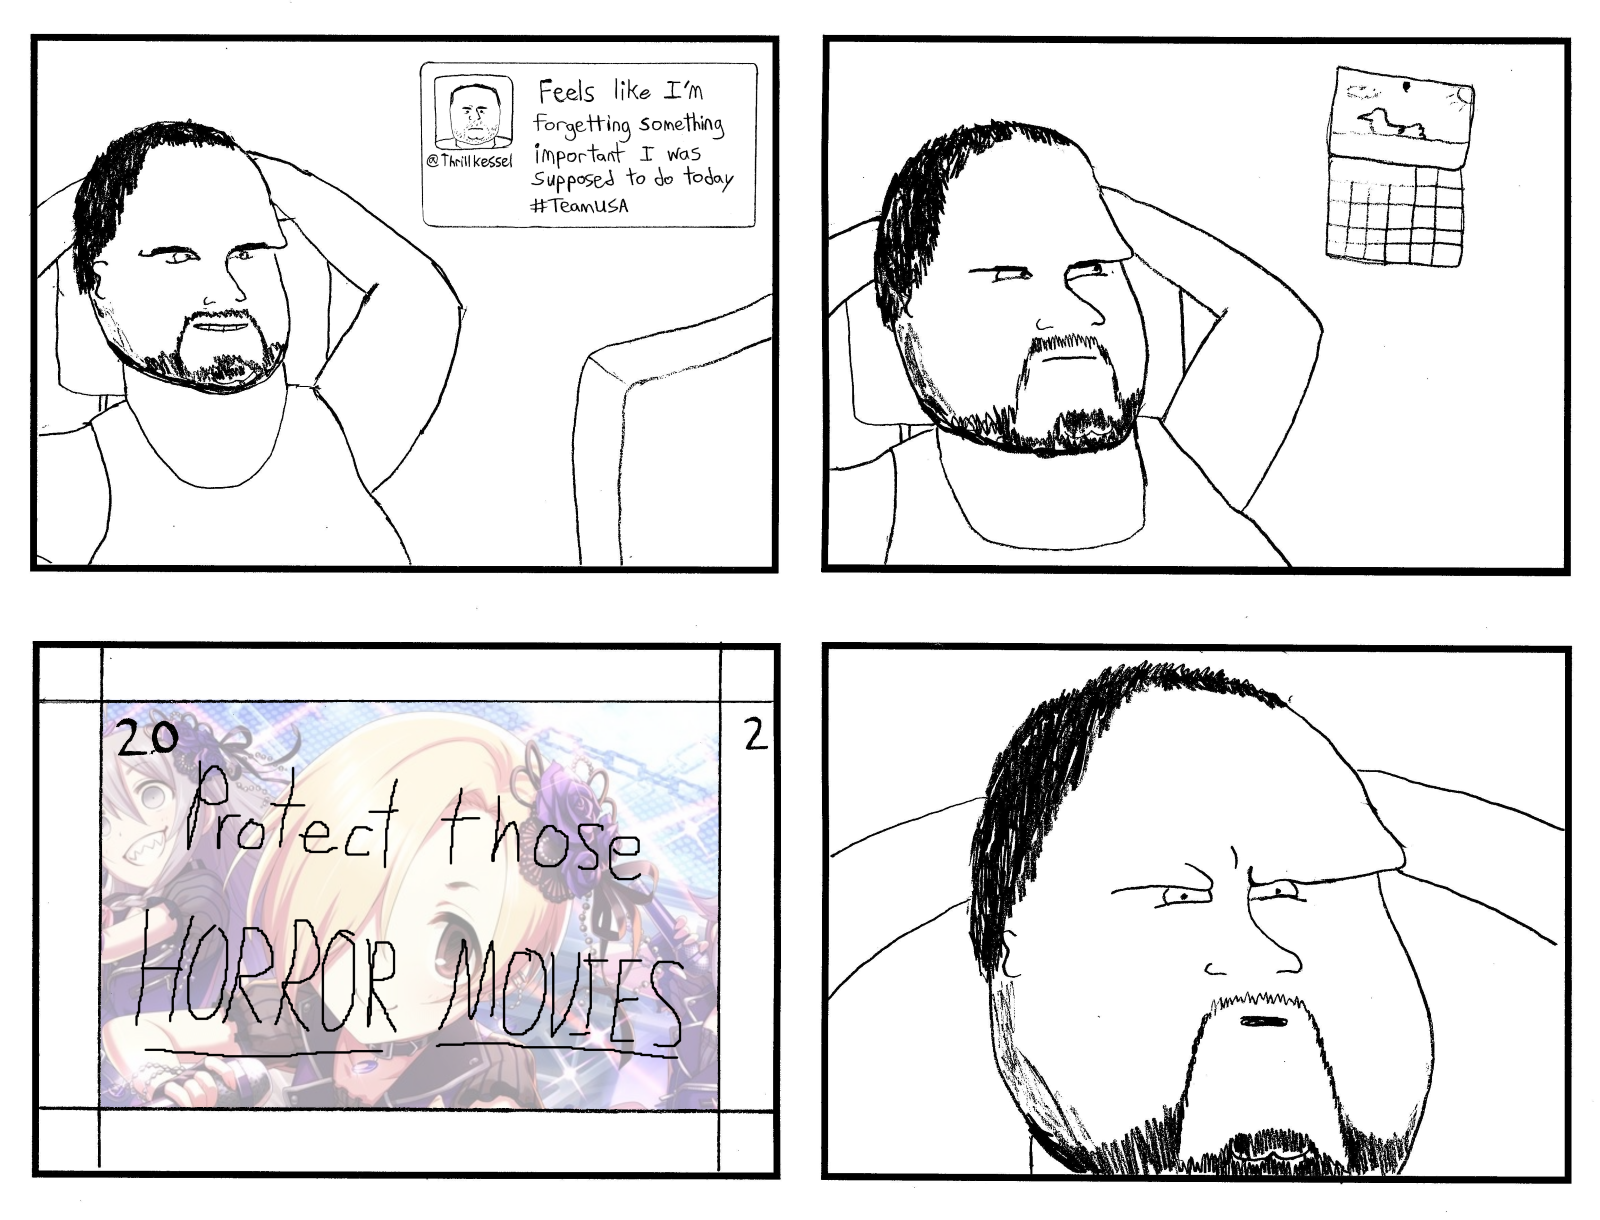 Feels like I'm
forgetting something
important I was
supposed to do today
#TeamUSA
@Thrillkessel
20
2
Protect those
HORROR MOVIES